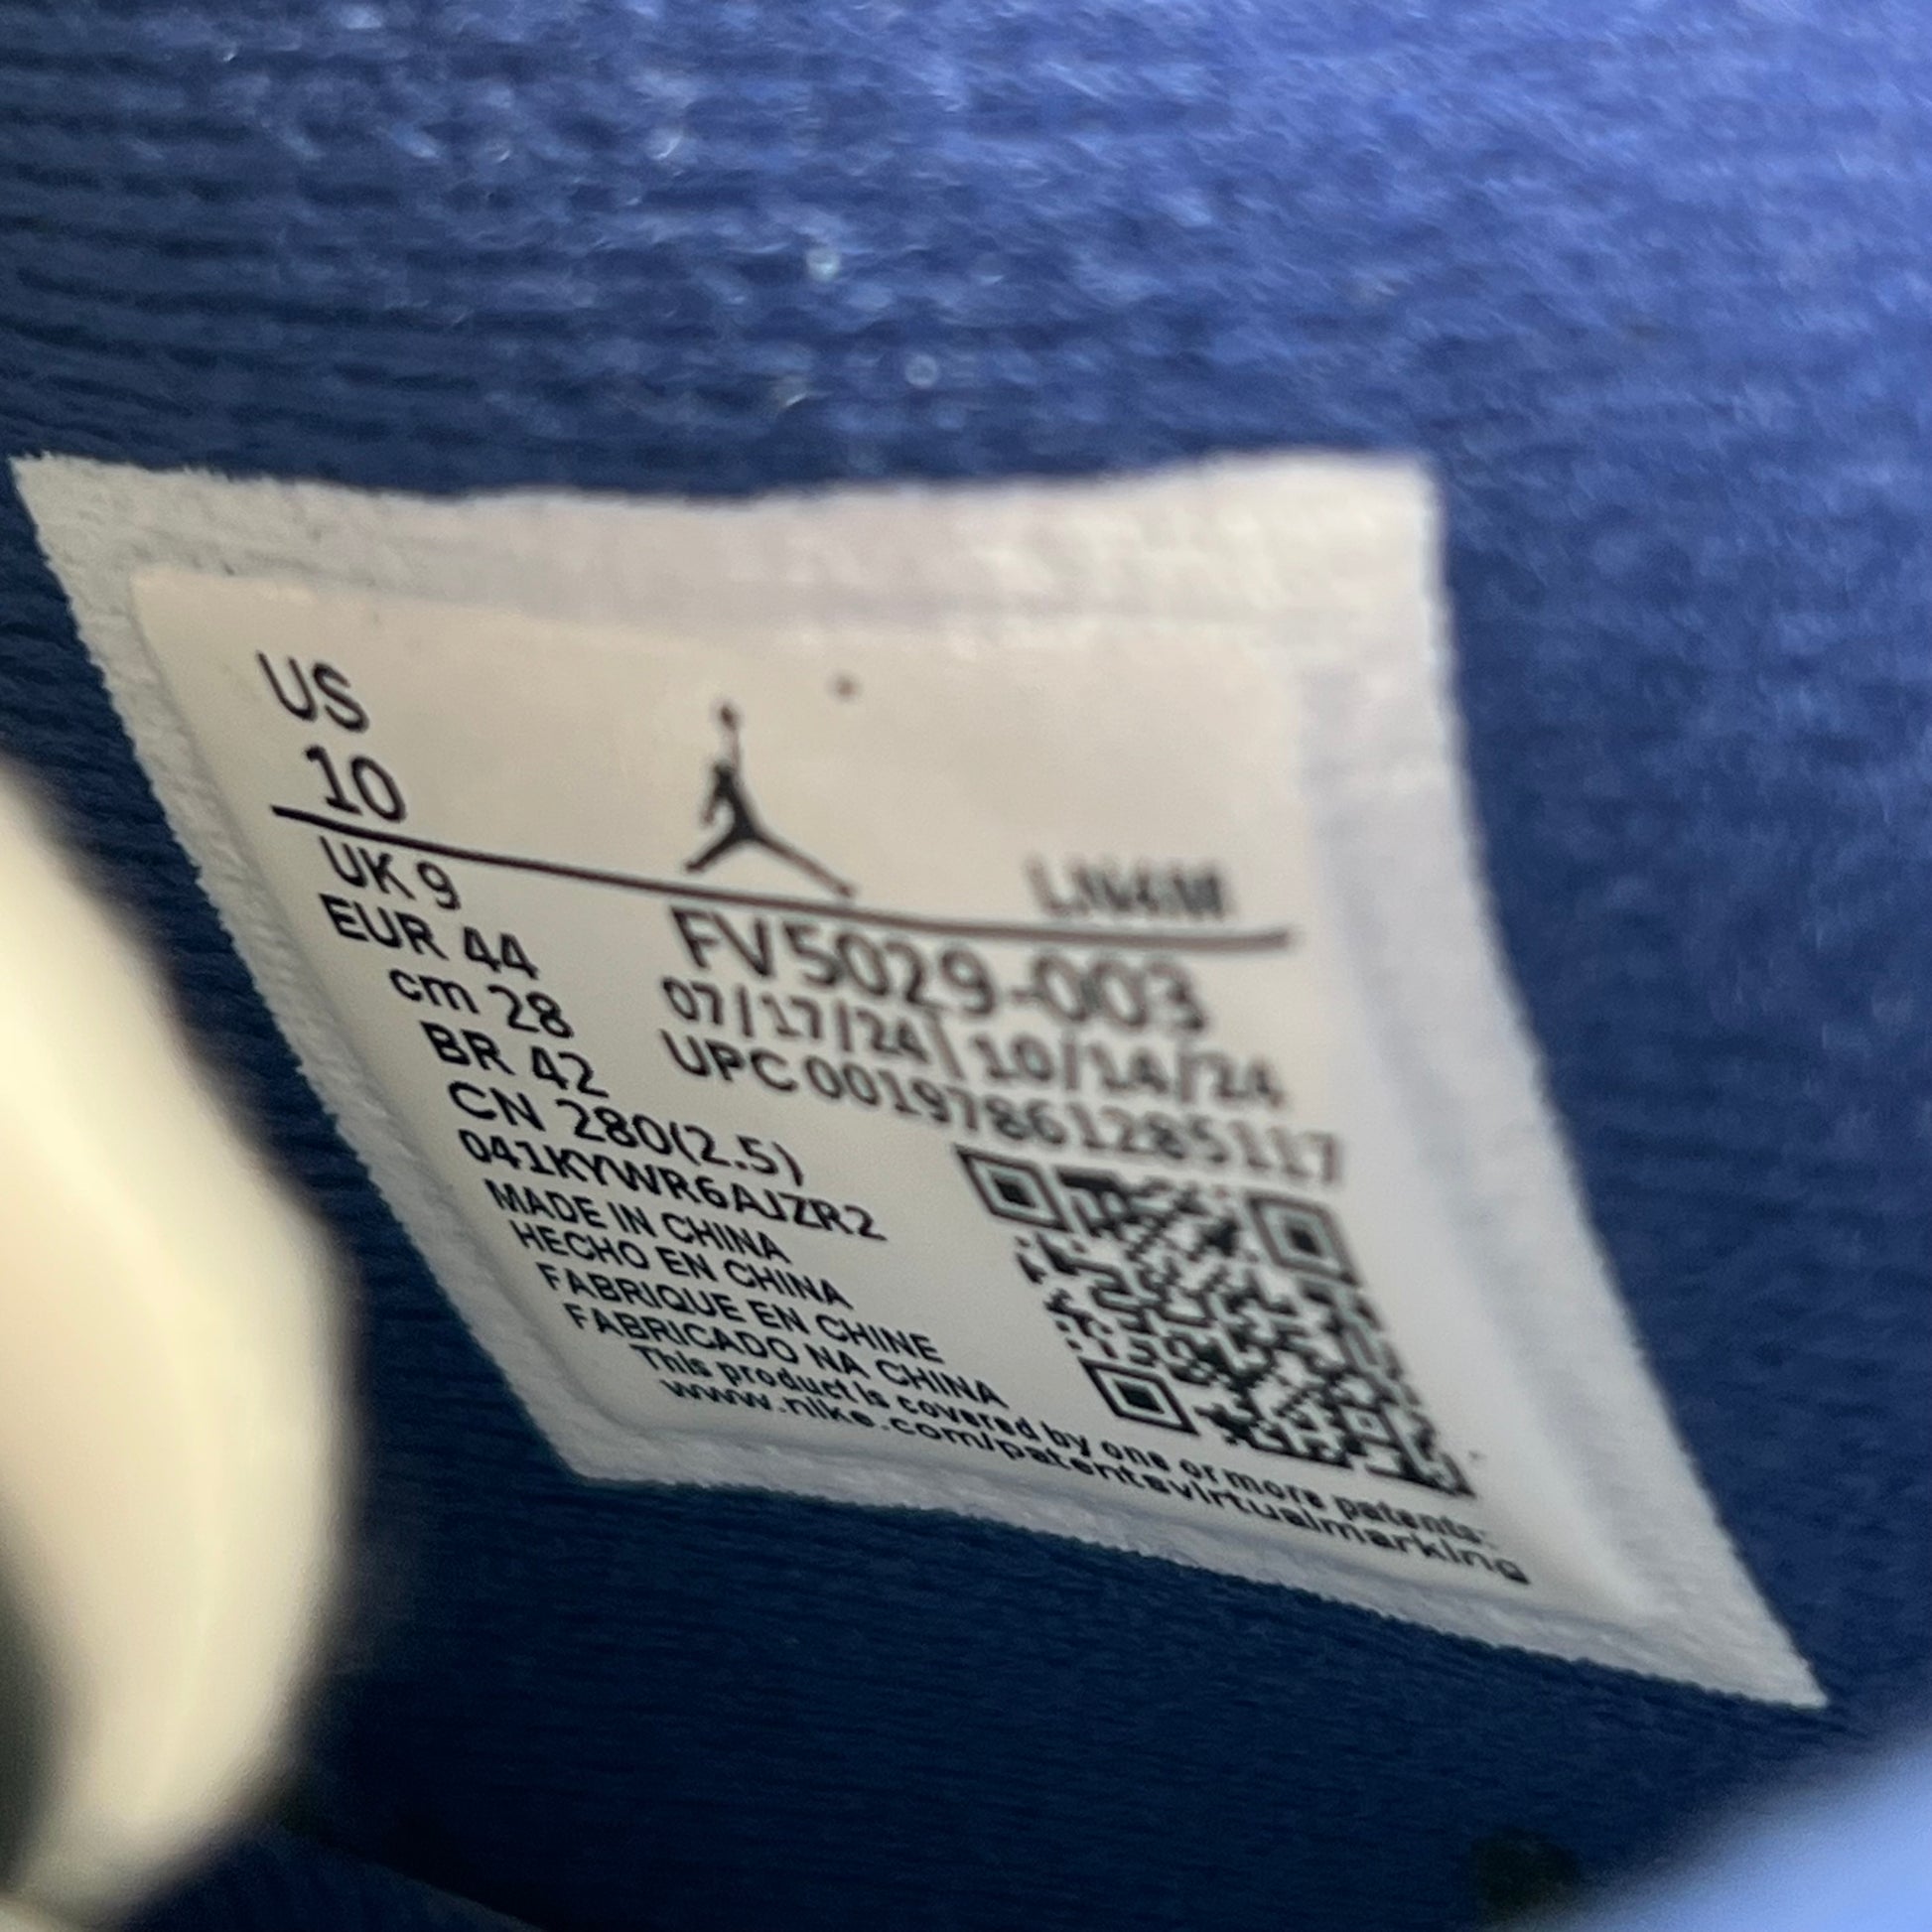 US
10
UK 9
EUR 44
cm 28
BR 42
CN 280(2.5)
041KYWR6AJZR2
MADE IN CHINA
HECHO EN CHINA
FABRIQUE EN CHINE
FABRICADO NA CHINA
This product is covered by one or more patents:
www.nike.com/patentsvirtualmarking
FV5029-003
07/17/24 | 10/14/24
UPC 00197861285117